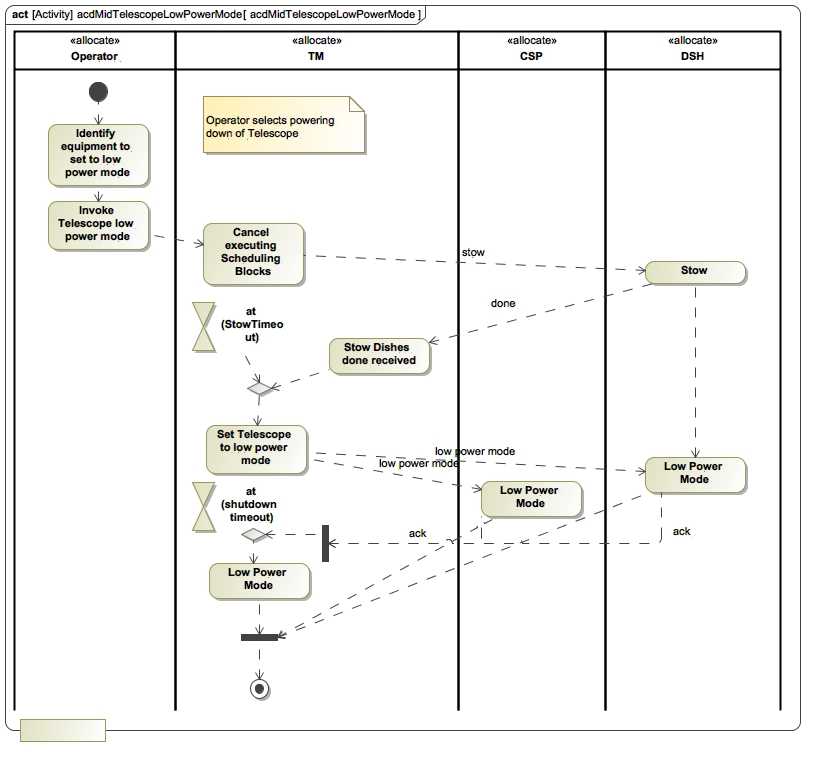 act [Activity] acdMidTelescopeLowPowerMode[ acdMidTelescopeLowPowerMode ]
«allocate»
Operator
«allocate»
TM
«allocate»
CSP
«allocate»
DSH
Operator selects powering
down of Telescope
Identify
equipment to
set to low
power mode
Invoke
Telescope low
power mode
Cancel
executing
Scheduling
Blocks
stow
Stow
done
at
(StowTimeo
ut)
Stow Dishes
done received
Set Telescope
to low power
mode
low power mode
low power mode
Low Power
Mode
Low Power
Mode
at
(shutdown
timeout)
ack
ack
Low Power
Mode